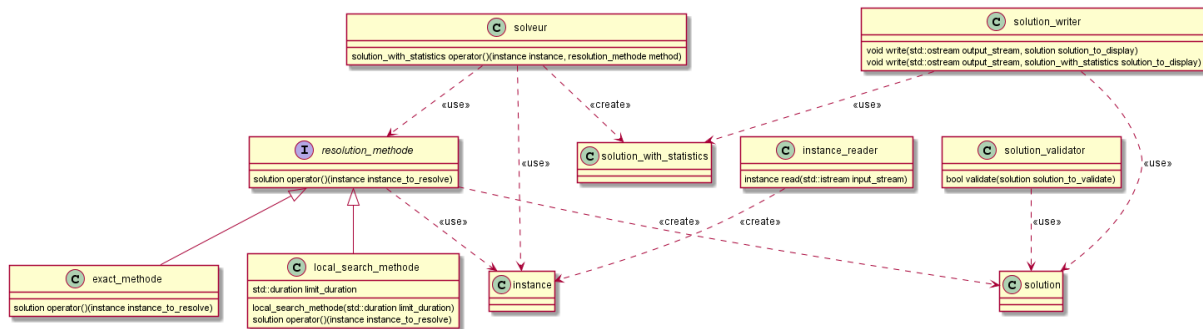 C solveur
solution_with_statistics operator()(instance instance, resolution_methode method)
C solution_writer
void write(std::ostream output_stream, solution solution_to_display)
void write(std::ostream output_stream, solution_with_statistics solution_to_display)
«use»
«create»
«use»
I resolution_methode
solution operator()(instance instance_to_resolve)
C solution_with_statistics
C instance_reader
instance read(std::istream input_stream)
C solution_validator
bool validate(solution solution_to_validate)
«use»
«use»
«use»
«create»
«create»
«use»
C exact_methode
solution operator()(instance instance_to_resolve)
C local_search_methode
std::duration limit_duration
local_search_methode(std::duration limit_duration)
solution operator()(instance instance_to_resolve)
C instance
C solution